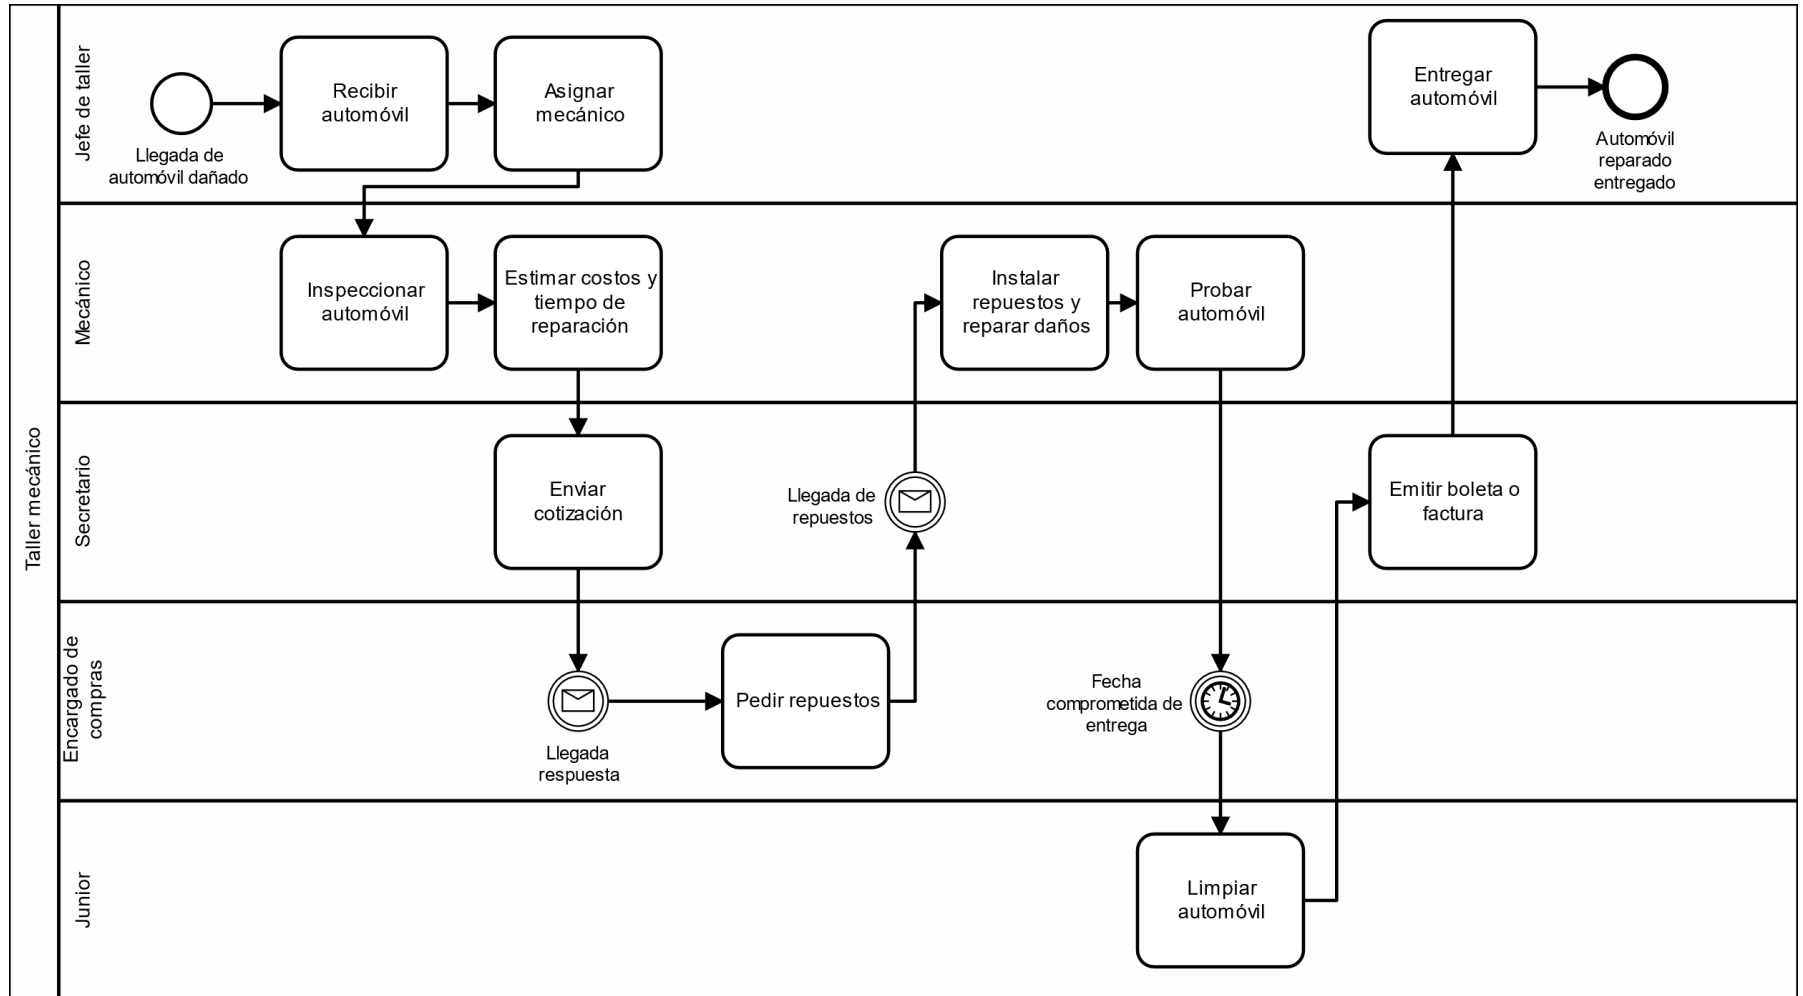 Taller mecánico
Jefe de taller
Llegada de
automóvil dañado
Recibir
automóvil
Asignar
mecánico
Entregar
automóvil
Automóvil
reparado
entregado
Mecánico
Inspeccionar
automóvil
Estimar costos y
tiempo de
reparación
Instalar
repuestos y
reparar daños
Probar
automóvil
Secretario
Enviar
cotización
Llegada de
repuestos
Emitir boleta o
factura
Encargado de
compras
Llegada
respuesta
Pedir repuestos
Fecha
comprometida de
entrega
Junior
Limpiar
automóvil